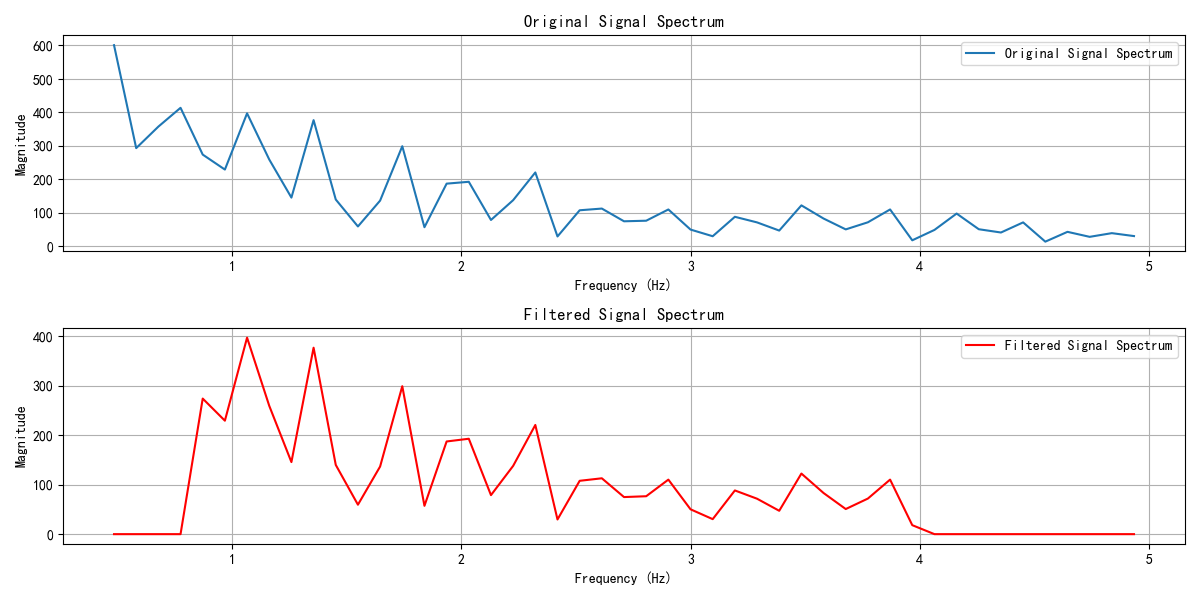 Original Signal Spectrum
600
500
400
300
200
100
0
Magnitude
Original Signal Spectrum
1 2 3 4 5
Frequency (Hz)
Filtered Signal Spectrum
400
300
200
100
0
Magnitude
Filtered Signal Spectrum
1 2 3 4 5
Frequency (Hz)